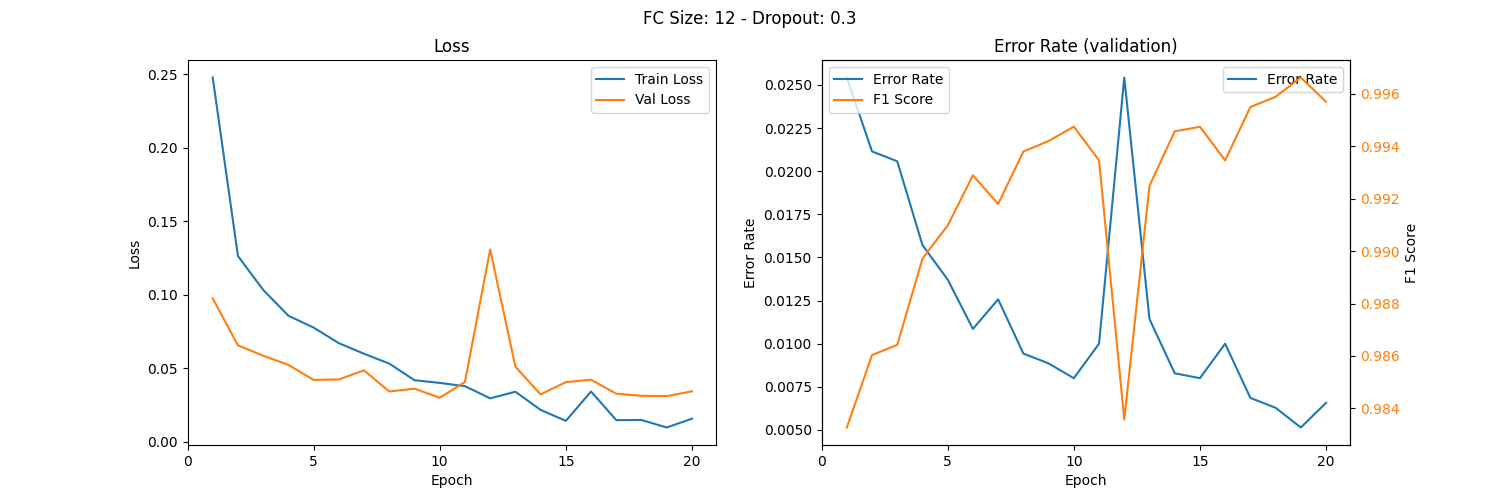 FC Size: 12 - Dropout: 0.3
Loss
0.25
0.20
0.15
0.10
0.05
0.00
Loss
0
5
10
15
20
Epoch
Train Loss
Val Loss
Error Rate (validation)
0.0250
0.0225
0.0200
0.0175
0.0150
0.0125
0.0100
0.0075
0.0050
Error Rate
0
5
10
15
20
Epoch
Error Rate
F1 Score
Error Rate
0.996
0.994
0.992
0.990
0.988
0.986
0.984
F1 Score